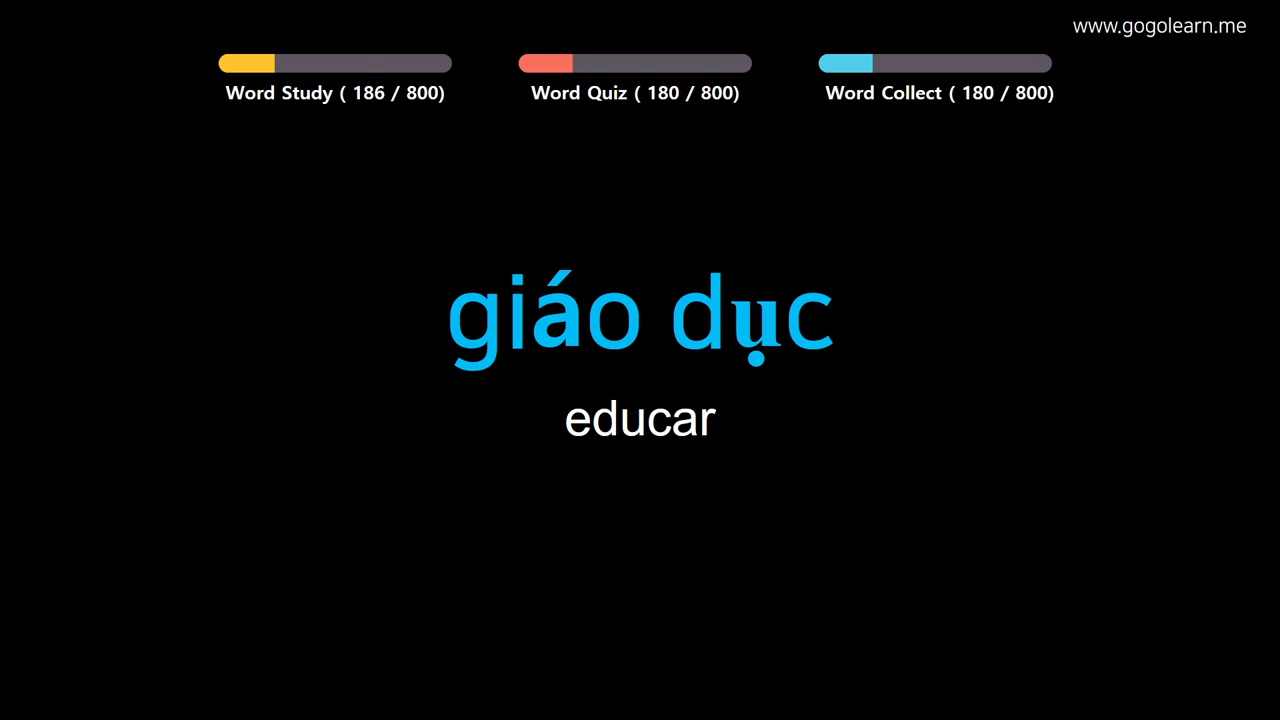 www.gogolearn.me
Word Study ( 186 / 800)
Word Quiz ( 180 / 800)
Word Collect ( 180 / 800)
giáo dục
educar